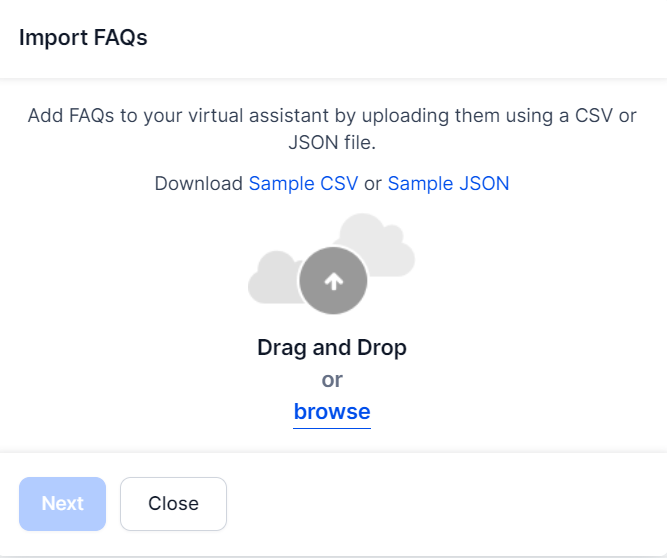 Import FAQs
Add FAQs to your virtual assistant by uploading them using a CSV or
JSON file.
Download Sample CSV or Sample JSON
Drag and Drop
or
browse
Next
Close